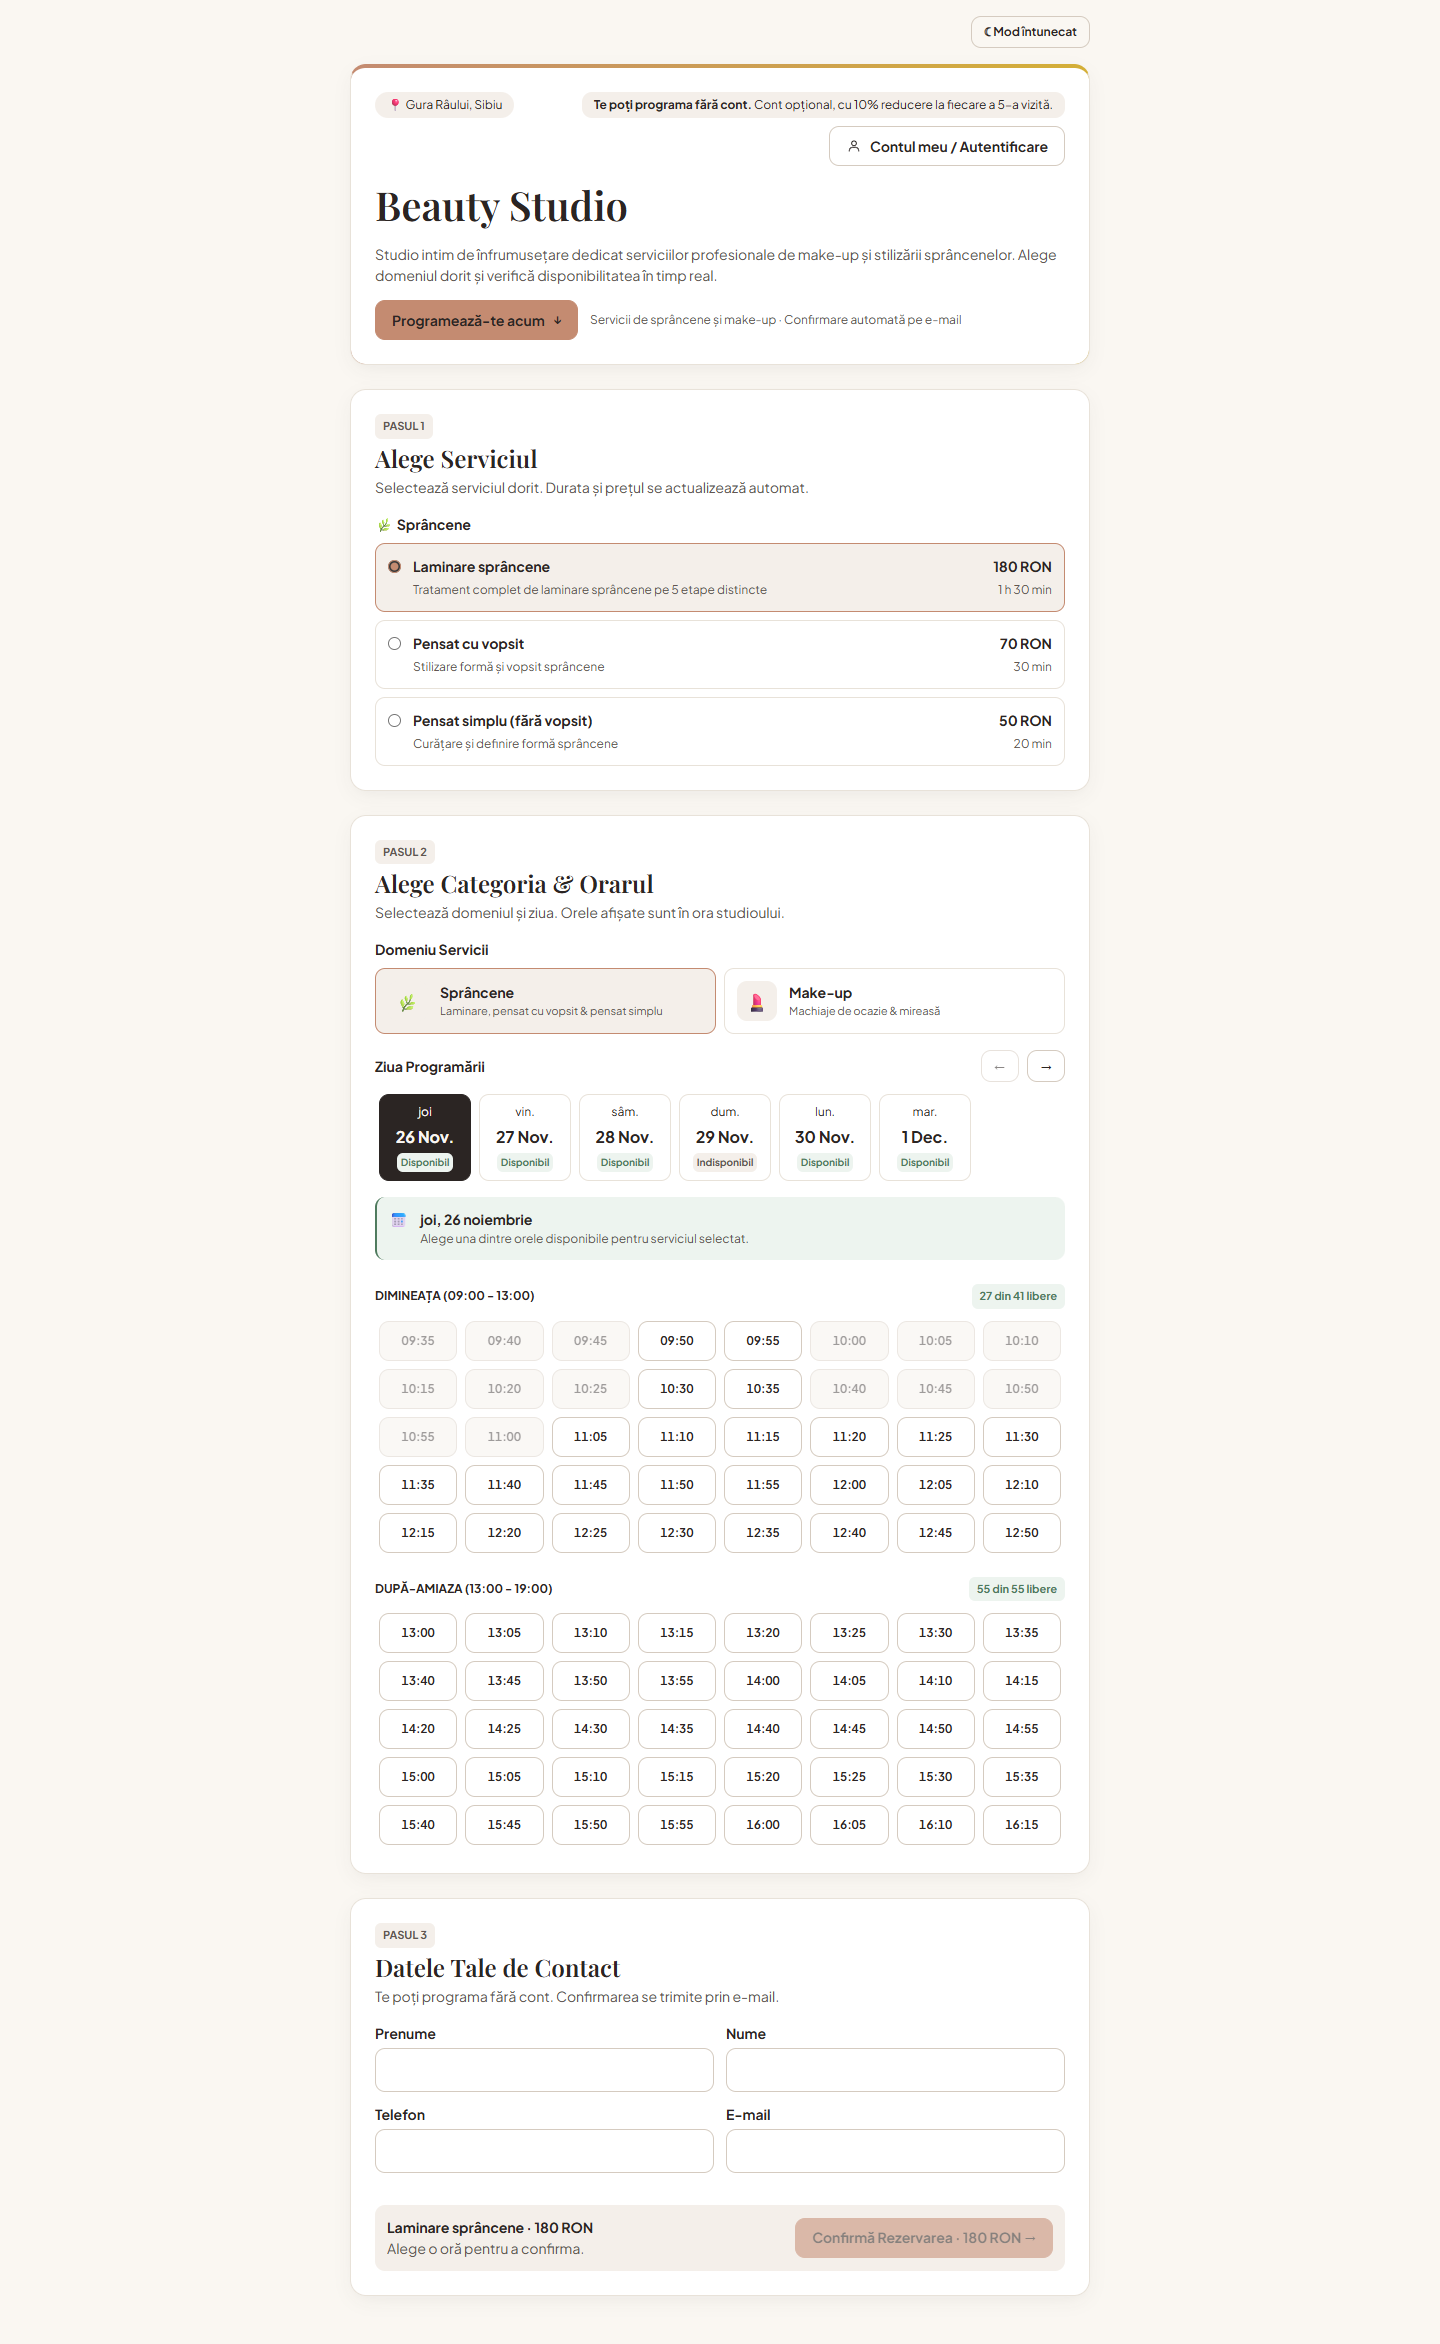 ☾Mod întunecat
Gura Râului, Sibiu
Te poți programa fără cont. Cont opțional, cu 10% reducere la fiecare a 5-a vizită.
Contul meu / Autentificare
Beauty Studio
Studio intim de înfrumusețare dedicat serviciilor profesionale de make-up și stilizării sprâncenelor. Alege
domeniul dorit și verifică disponibilitatea în timp real.
Programează-te acum ↓
Servicii de sprâncene și make-up · Confirmare automată pe e-mail
PASUL 1
Alege Serviciul
Selectează serviciul dorit. Durata și prețul se actualizează automat.
Sprâncene
Laminare sprâncene 180 RON
Tratament complet de laminare sprâncene pe 5 etape distincte 1 h 30 min
Pensat cu vopsit 70 RON
Stilizare formă și vopsit sprâncene 30 min
Pensat simplu (fără vopsit) 50 RON
Curățare și definire formă sprâncene 20 min
PASUL 2
Alege Categoria & Orarul
Selectează domeniul și ziua. Orele afișate sunt în ora studioului.
Domeniu Servicii
Sprâncene
Laminare, pensat cu vopsit & pensat simplu
Make-up
Machiaje de ocazie & mireasă
Ziua Programării ← →
joi vin. sâm. dum. lun. mar.
26 Nov. 27 Nov. 28 Nov. 29 Nov. 30 Nov. 1 Dec.
Disponibil Disponibil Disponibil Indisponibil Disponibil Disponibil
joi, 26 noiembrie
Alege una dintre orele disponibile pentru serviciul selectat.
DIMINEAȚA (09:00 - 13:00) 27 din 41 libere
09:35 09:40 09:45 09:50 09:55 10:00 10:05 10:10
10:15 10:20 10:25 10:30 10:35 10:40 10:45 10:50
10:55 11:00 11:05 11:10 11:15 11:20 11:25 11:30
11:35 11:40 11:45 11:50 11:55 12:00 12:05 12:10
12:15 12:20 12:25 12:30 12:35 12:40 12:45 12:50
DUPĂ-AMIAZA (13:00 - 19:00) 55 din 55 libere
13:00 13:05 13:10 13:15 13:20 13:25 13:30 13:35
13:40 13:45 13:50 13:55 14:00 14:05 14:10 14:15
14:20 14:25 14:30 14:35 14:40 14:45 14:50 14:55
15:00 15:05 15:10 15:15 15:20 15:25 15:30 15:35
15:40 15:45 15:50 15:55 16:00 16:05 16:10 16:15
PASUL 3
Datele Tale de Contact
Te poți programa fără cont. Confirmarea se trimite prin e-mail.
Prenume Nume
Telefon E-mail
Laminare sprâncene · 180 RON
Alege o oră pentru a confirma.
Confirmă Rezervarea · 180 RON →